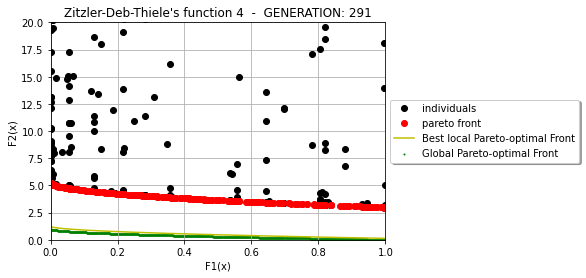 Zitzler-Deb-Thiele's function 4 - GENERATION: 291
20.0
17.5
15.0
12.5
10.0
7.5
5.0
2.5
0.0
F2(x)
0.0 0.2 0.4 0.6 0.8 1.0
F1(x)
individuals
pareto front
Best local Pareto-optimal Front
Global Pareto-optimal Front